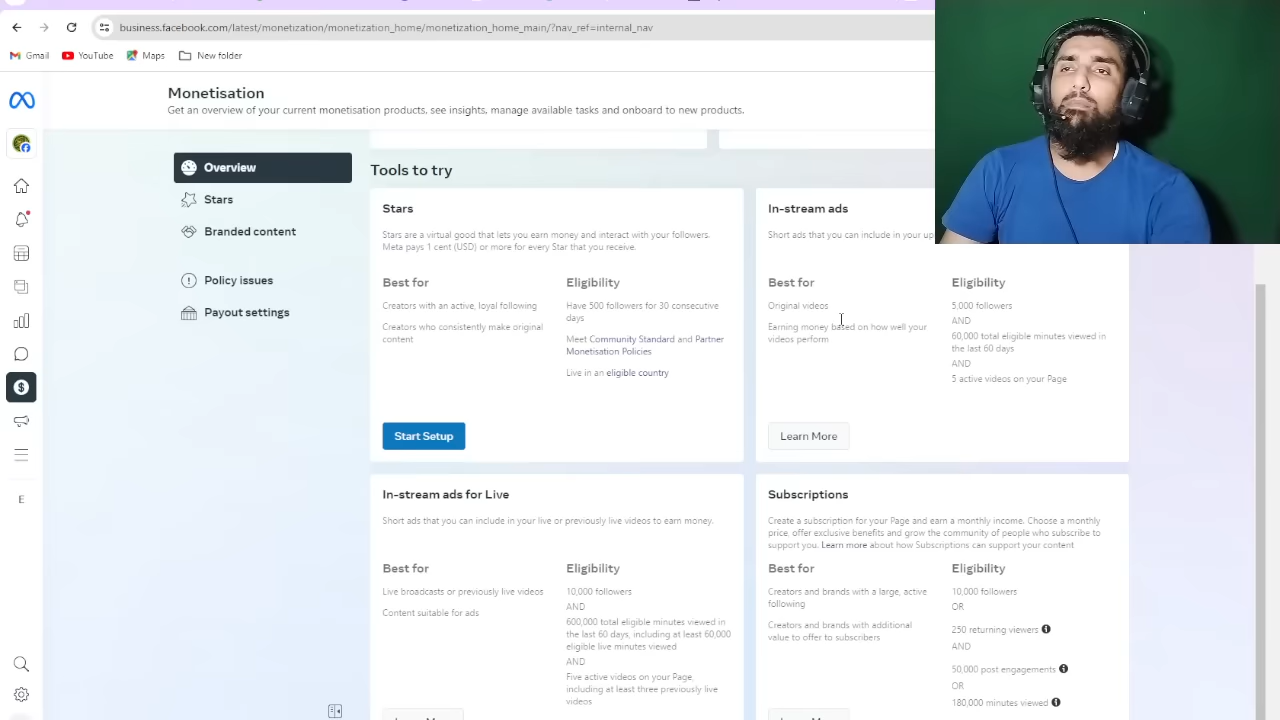 business.facebook.com/latest/monetization/monetization_home/monetization_home_main/?nav_ref=internal_nav
Gmail
YouTube
Maps
New folder
Monetisation
Get an overview of your current monetisation products, see insights, manage available tasks and onboard to new products.
Overview
Stars
Branded content
Policy issues
Payout settings
E
Tools to try
Stars
Stars are a virtual good that lets you earn money and interact with your followers.
Meta pays 1 cent (USD) or more for every Star that you receive.
Best for
Creators with an active, loyal following
Creators who consistently make original
content
Eligibility
Have 500 followers for 30 consecutive
days
Meet Community Standard and Partner
Monetisation Policies
Live in an eligible country
Start Setup
In-stream ads
Short ads that you can include in your
Best for
Original videos
Earning money based on how well your
videos perform
Eligibility
5,000 followers
AND
60,000 total eligible minutes viewed in
the last 60 days
AND
5 active videos on your Page
Learn More
In-stream ads for Live
Short ads that you can include in your live or previously live videos to earn money.
Best for
Live broadcasts or previously live videos
Content suitable for ads
Eligibility
10,000 followers
AND
600,000 total eligible minutes viewed in
the last 60 days, including at least 60,000
eligible live minutes viewed
AND
Five active videos on your Page,
including at least three previously live
videos
Subscriptions
Create a subscription for your Page and earn a monthly income. Choose a monthly
price, offer exclusive benefits and grow the community of people who subscribe to
support you. Learn more about how Subscriptions can support your content
Best for
Creators and brands with a large, active
following
Creators and brands with additional
value to offer to subscribers
Eligibility
10,000 followers
OR
250 returning viewers
AND
50,000 post engagements
OR
180,000 minutes viewed